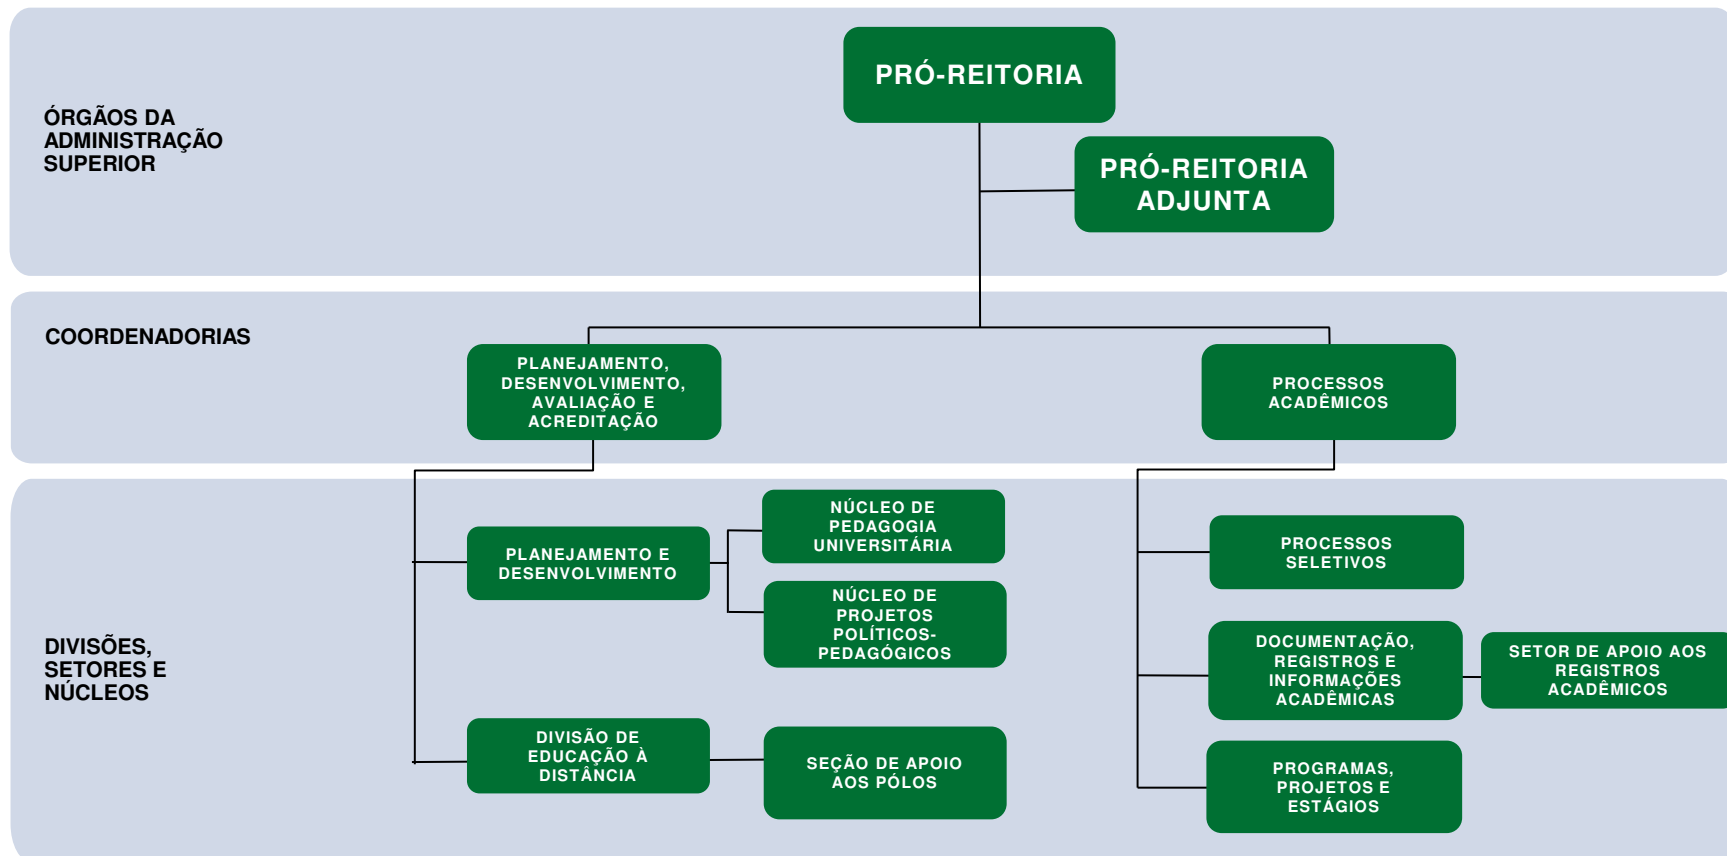 PRÓ-REITORIA
ÓRGÃOS DA
ADMINISTRAÇÃO
SUPERIOR
PRÓ-REITORIA
ADJUNTA
COORDENADORIAS
PLANEJAMENTO,
DESENVOLVIMENTO,
AVALIAÇÃO E
ACREDITAÇÃO
PROCESSOS
ACADÊMICOS
DIVISÕES,
SETORES E
NÚCLEOS
PLANEJAMENTO E
DESENVOLVIMENTO
NÚCLEO DE
PEDAGOGIA
UNIVERSITÁRIA
NÚCLEO DE
PROJETOS
POLÍTICOS-
PEDAGÓGICOS
DIVISÃO DE
EDUCAÇÃO À
DISTÂNCIA
SEÇÃO DE APOIO
AOS PÓLOS
PROCESSOS
SELETIVOS
DOCUMENTAÇÃO,
REGISTROS E
INFORMAÇÕES
ACADÊMICAS
SETOR DE APOIO AOS
REGISTROS
ACADÊMICOS
PROGRAMAS,
PROJETOS E
ESTÁGIOS